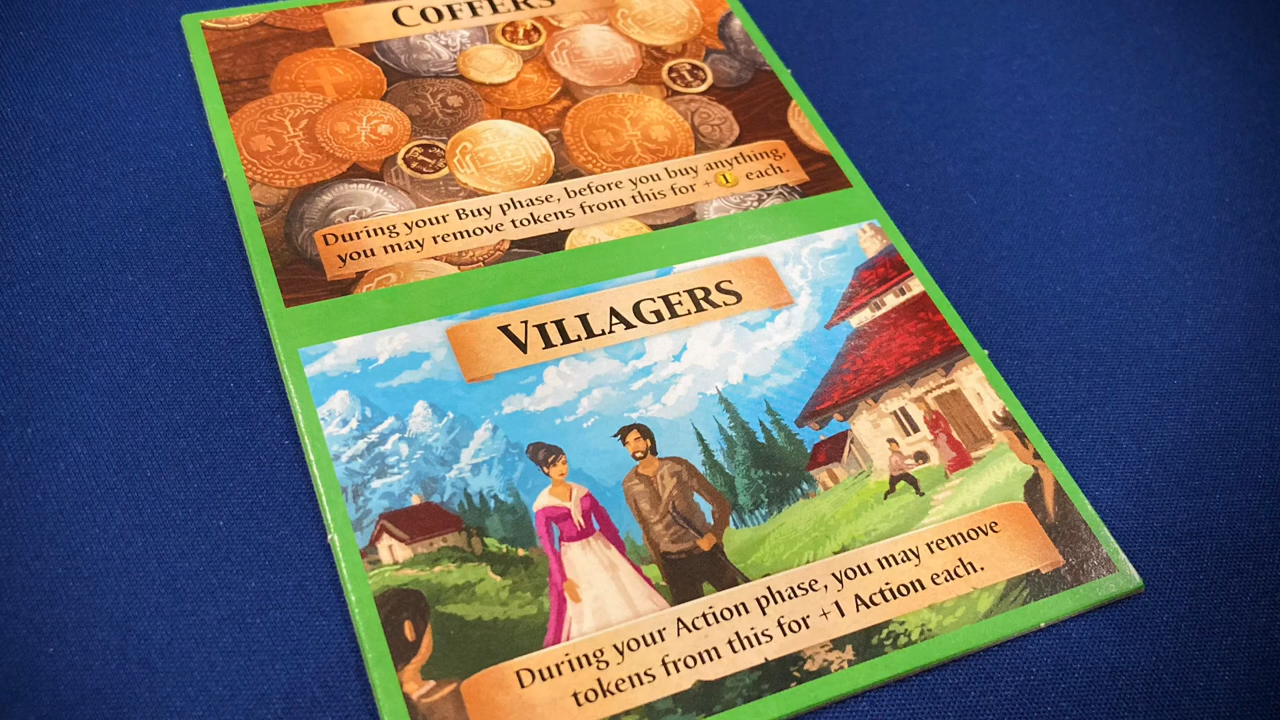 COFFERS
During your Buy phase, before you buy anything,
you may remove tokens from this for +1 each.
VILLAGERS
During your Action phase, you may remove
tokens from this for +1 Action each.